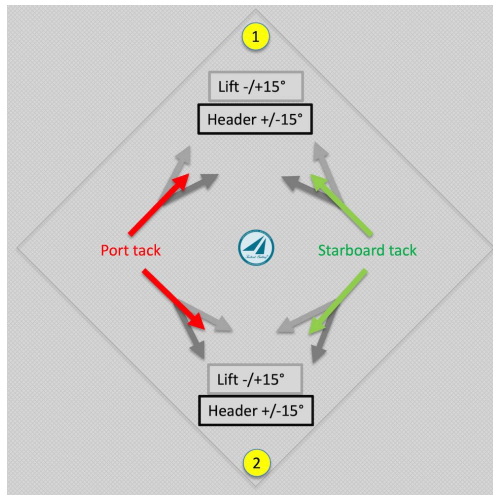 1
Lift -/+15°
Header +/-15°
Port tack
Starboard tack
Lift -/+15°
Header +/-15°
2